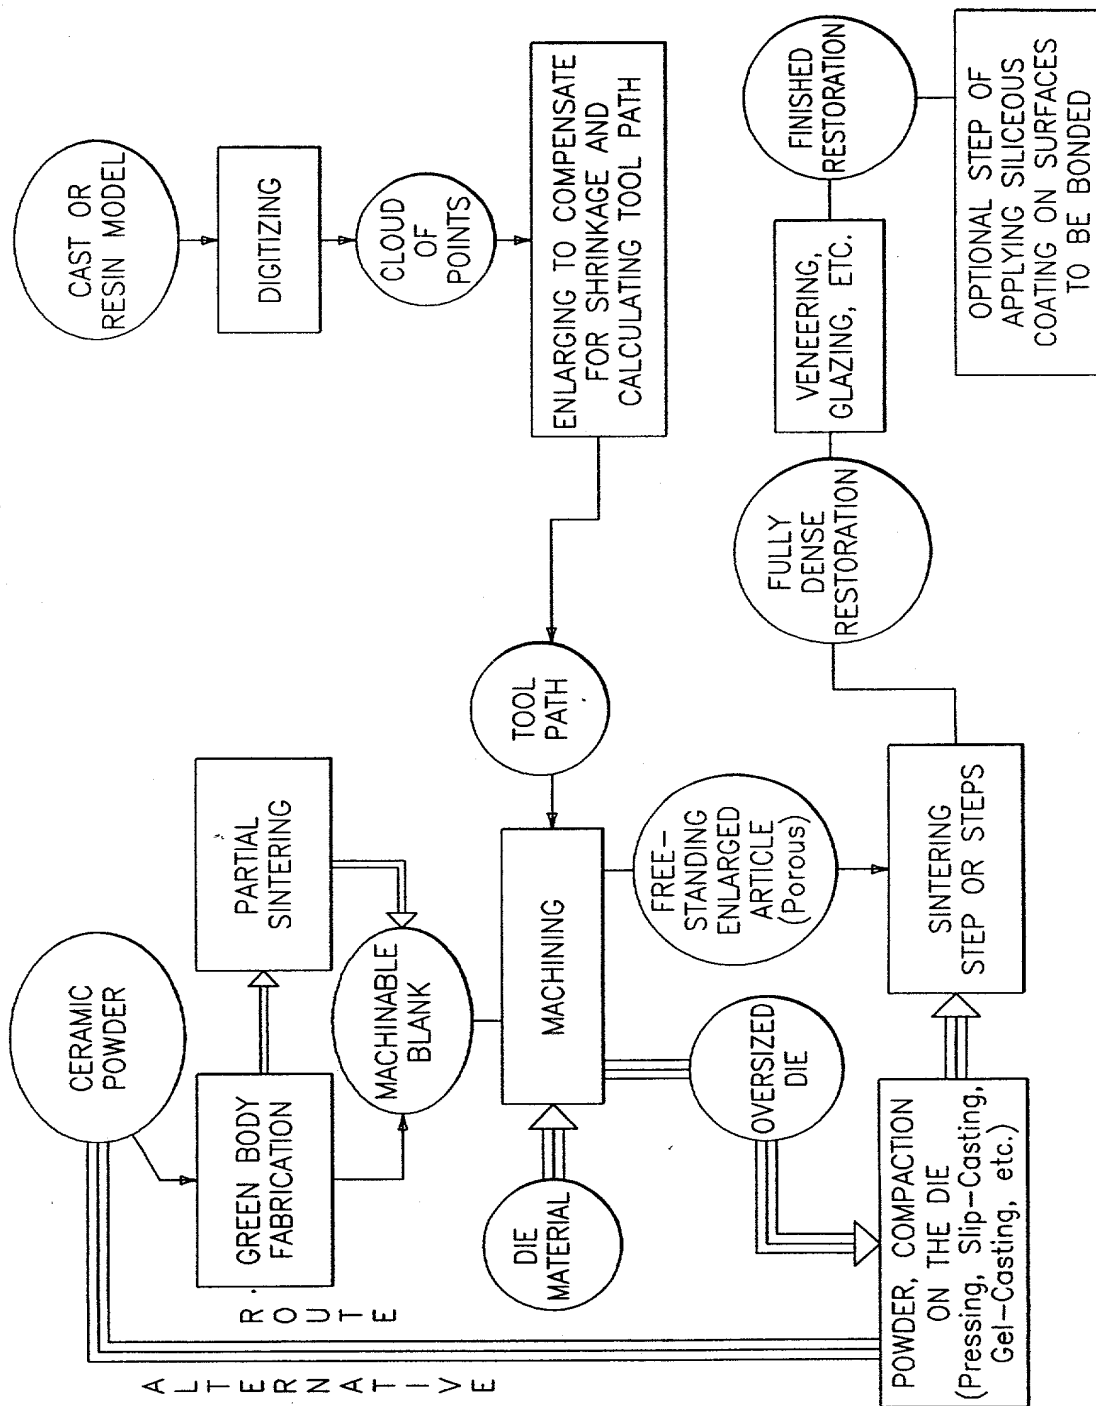 CERAMIC
POWDER
GREEN BODY
FABRICATION
PARTIAL
SINTERING
MACHINABLE
BLANK
CAST OR
RESIN MODEL
DIGITIZING
CLOUD
OF
POINTS
ENLARGING TO COMPENSATE
FOR SHRINKAGE AND
CALCULATING TOOL PATH
TOOL
PATH
DIE
MATERIAL
MACHINING
OVERSIZED
DIE
FREE–
STANDING
ENLARGED
ARTICLE
(Porous)
ALTERNATIVE
ROUTE
POWDER, COMPACTION
ON THE DIE
(Pressing, Slip–Casting,
Gel–Casting, etc.)
SINTERING
STEP OR STEPS
FULLY
DENSE
RESTORATION
VENEERING,
GLAZING, ETC.
FINISHED
RESTORATION
OPTIONAL STEP OF
APPLYING SILICEOUS
COATING ON SURFACES
TO BE BONDED